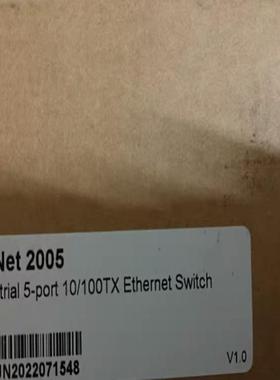 Net 2005
trial 5-port 10/100TX Ethernet Switch
V1.0
N2022071548